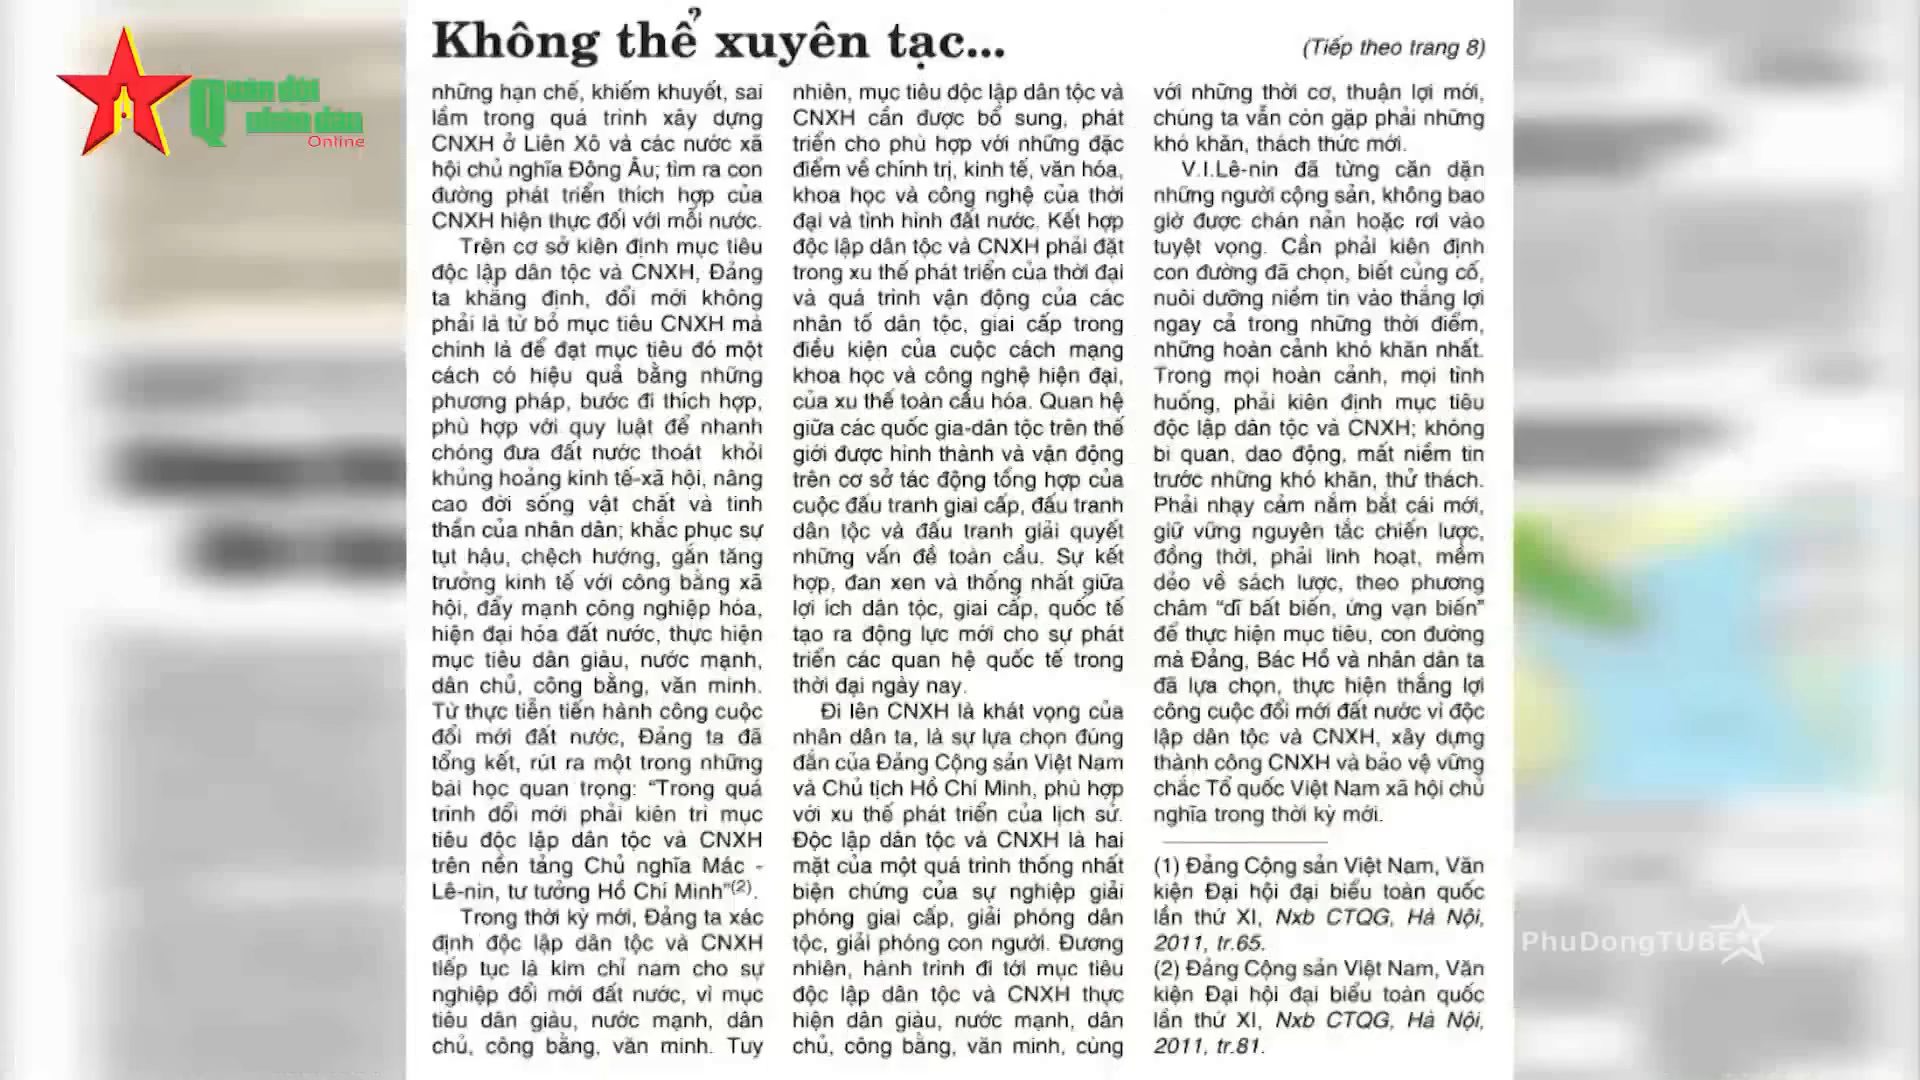 Quân đội
nhân dân
Online
Không thể xuyên tạc...
(Tiếp theo trang 8)
những hạn chế, khiếm khuyết, sai
lầm trong quá trình xây dựng
CNXH ở Liên Xô và các nước xã
hội chủ nghĩa Đông Âu; tìm ra con
đường phát triển thích hợp của
CNXH hiện thực đối với mỗi nước.
Trên cơ sở kiên định mục tiêu
độc lập dân tộc và CNXH, Đảng
ta khẳng định, đổi mới không
phải là từ bỏ mục tiêu CNXH mà
chính là để đạt mục tiêu đó một
cách có hiệu quả bằng những
phương pháp, bước đi thích hợp,
phù hợp với quy luật để nhanh
chóng đưa đất nước thoát khỏi
khủng hoảng kinh tế-xã hội, nâng
cao đời sống vật chất và tinh
thần của nhân dân; khắc phục sự
tụt hậu, chệch hướng, gắn tăng
trưởng kinh tế với công bằng xã
hội, đẩy mạnh công nghiệp hóa,
hiện đại hóa đất nước, thực hiện
mục tiêu dân giàu, nước mạnh,
dân chủ, công bằng, văn minh.
Từ thực tiễn tiến hành công cuộc
đổi mới đất nước, Đảng ta đã
tổng kết, rút ra một trong những
bài học quan trọng: “Trong quá
trình đổi mới phải kiên trì mục
tiêu độc lập dân tộc và CNXH
trên nền tảng Chủ nghĩa Mác -
Lê-nin, tư tưởng Hồ Chí Minh”(2).
Trong thời kỳ mới, Đảng ta xác
định độc lập dân tộc và CNXH
tiếp tục là kim chỉ nam cho sự
nghiệp đổi mới đất nước, vì mục
tiêu dân giàu, nước mạnh, dân
chủ, công bằng, văn minh. Tuy
nhiên, mục tiêu độc lập dân tộc và
CNXH cần được bổ sung, phát
triển cho phù hợp với những đặc
điểm về chính trị, kinh tế, văn hóa,
khoa học và công nghệ của thời
đại và tình hình đất nước. Kết hợp
độc lập dân tộc và CNXH phải đặt
trong xu thế phát triển của thời đại
và quá trình vận động của các
nhân tố dân tộc, giai cấp trong
điều kiện của cuộc cách mạng
khoa học và công nghệ hiện đại,
của xu thế toàn cầu hóa. Quan hệ
giữa các quốc gia-dân tộc trên thế
giới được hình thành và vận động
trên cơ sở tác động tổng hợp của
cuộc đấu tranh giai cấp, đấu tranh
dân tộc và đấu tranh giải quyết
những vấn đề toàn cầu. Sự kết
hợp, đan xen và thống nhất giữa
lợi ích dân tộc, giai cấp, quốc tế
tạo ra động lực mới cho sự phát
triển các quan hệ quốc tế trong
thời đại ngày nay.
Đi lên CNXH là khát vọng của
nhân dân ta, là sự lựa chọn đúng
đắn của Đảng Cộng sản Việt Nam
và Chủ tịch Hồ Chí Minh, phù hợp
với xu thế phát triển của lịch sử.
Độc lập dân tộc và CNXH là hai
mặt của một quá trình thống nhất
biện chứng của sự nghiệp giải
phóng giai cấp, giải phóng dân
tộc, giải phóng con người. Đương
nhiên, hành trình đi tới mục tiêu
độc lập dân tộc và CNXH thực
hiện dân giàu, nước mạnh, dân
chủ, công bằng, văn minh, cùng
với những thời cơ, thuận lợi mới,
chúng ta vẫn còn gặp phải những
khó khăn, thách thức mới.
V.I.Lê-nin đã từng căn dặn
những người cộng sản, không bao
giờ được chán nản hoặc rơi vào
tuyệt vọng. Cần phải kiên định
con đường đã chọn, biết củng cố,
nuôi dưỡng niềm tin vào thắng lợi
ngay cả trong những thời điểm,
những hoàn cảnh khó khăn nhất.
Trong mọi hoàn cảnh, mọi tình
huống, phải kiên định mục tiêu
độc lập dân tộc và CNXH; không
bi quan, dao động, mất niềm tin
trước những khó khăn, thử thách.
Phải nhạy cảm nắm bắt cái mới,
giữ vững nguyên tắc chiến lược,
đồng thời, phải linh hoạt, mềm
dẻo về sách lược, theo phương
châm “dĩ bất biến, ứng vạn biến”
để thực hiện mục tiêu, con đường
mà Đảng, Bác Hồ và nhân dân ta
đã lựa chọn, thực hiện thắng lợi
công cuộc đổi mới đất nước vì độc
lập dân tộc và CNXH, xây dựng
thành công CNXH và bảo vệ vững
chắc Tổ quốc Việt Nam xã hội chủ
nghĩa trong thời kỳ mới.
(1) Đảng Cộng sản Việt Nam, Văn
kiện Đại hội đại biểu toàn quốc
lần thứ XI, Nxb CTQG, Hà Nội,
2011, tr.65.
(2) Đảng Cộng sản Việt Nam, Văn
kiện Đại hội đại biểu toàn quốc
lần thứ XI, Nxb CTQG, Hà Nội,
2011, tr.81.
PhuDongTUBE